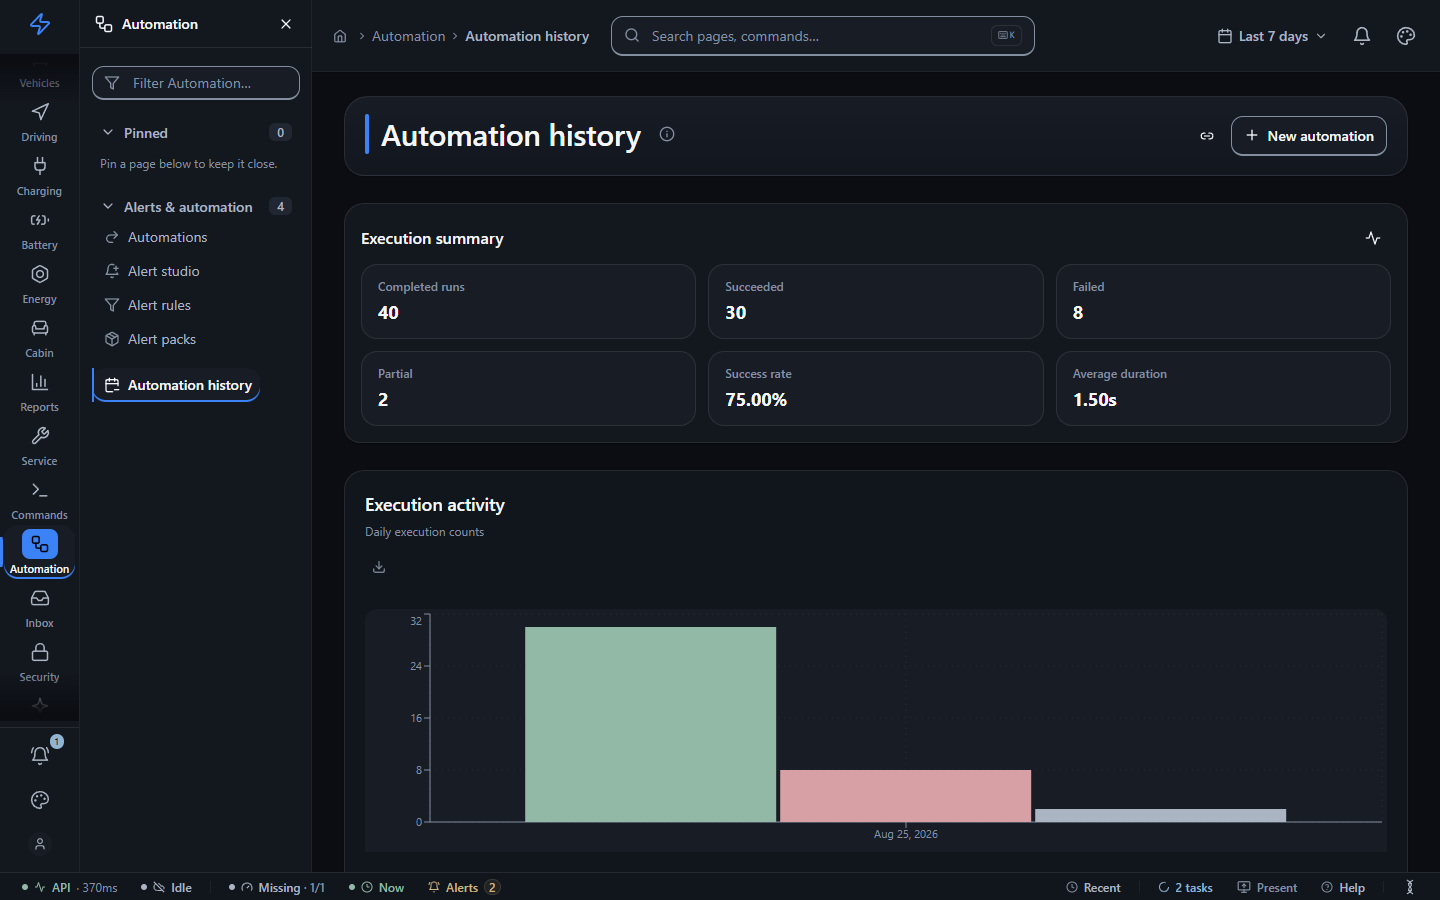 Automation
Automation
Automation history
Search pages, commands...
K
Last 7 days
Vehicles
Driving
Charging
Battery
Energy
Cabin
Reports
Service
Commands
Automation
Inbox
Security
1
Filter Automation...
Pinned
0
Pin a page below to keep it close.
Alerts & automation
4
Automations
Alert studio
Alert rules
Alert packs
Automation history
Automation history
New automation
Execution summary
Completed runs
40
Succeeded
30
Failed
8
Partial
2
Success rate
75.00%
Average duration
1.50s
Execution activity
Daily execution counts
32
24
16
8
0
Aug 25, 2026
API · 370ms
Idle
Missing · 1/1
Now
Alerts 2
Recent
2 tasks
Present
Help